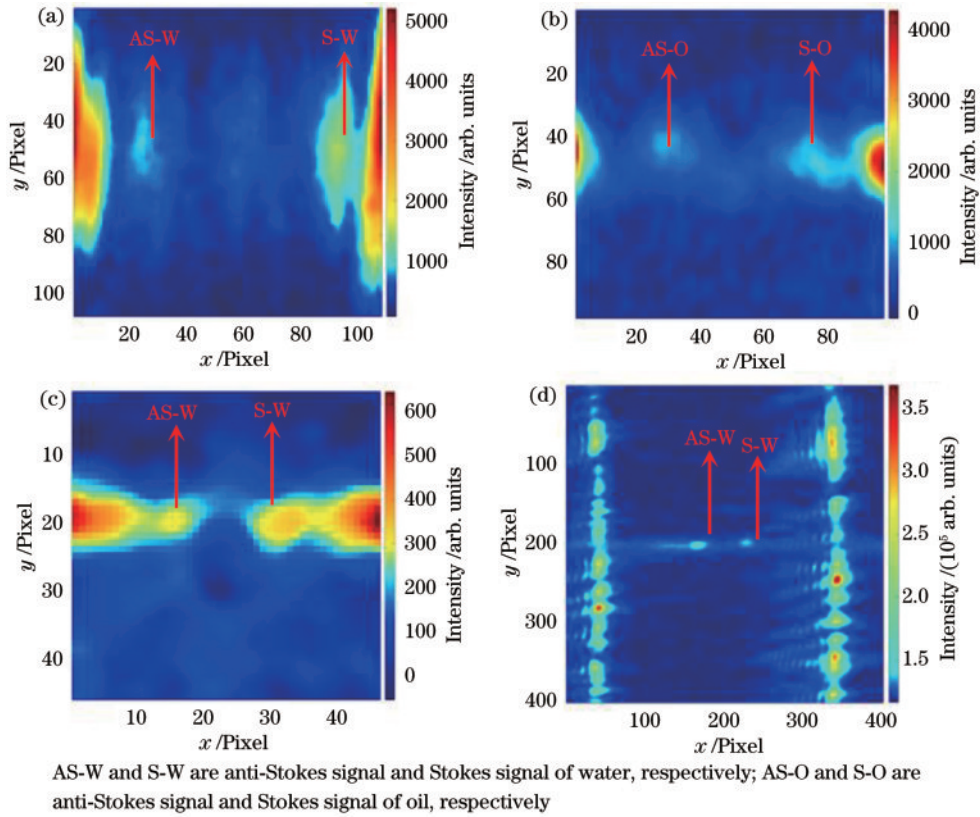 (a)
AS-W
S-W
20
40
60
80
100
y /Pixel
20
40
60
80
100
x /Pixel
5000
4000
3000
2000
1000
Intensity /arb. units
(b)
AS-O
S-O
20
40
60
80
y /Pixel
20
40
60
80
x /Pixel
4000
3000
2000
1000
0
Intensity /arb. units
(c)
AS-W
S-W
10
20
30
40
y /Pixel
10
20
30
40
x /Pixel
600
500
400
300
200
100
0
Intensity /arb. units
(d)
AS-W
S-W
100
200
300
400
y /Pixel
100
200
300
400
x /Pixel
3.5
3.0
2.5
2.0
1.5
Intensity /(10⁵ arb. units)
AS-W and S-W are anti-Stokes signal and Stokes signal of water, respectively; AS-O and S-O are
anti-Stokes signal and Stokes signal of oil, respectively